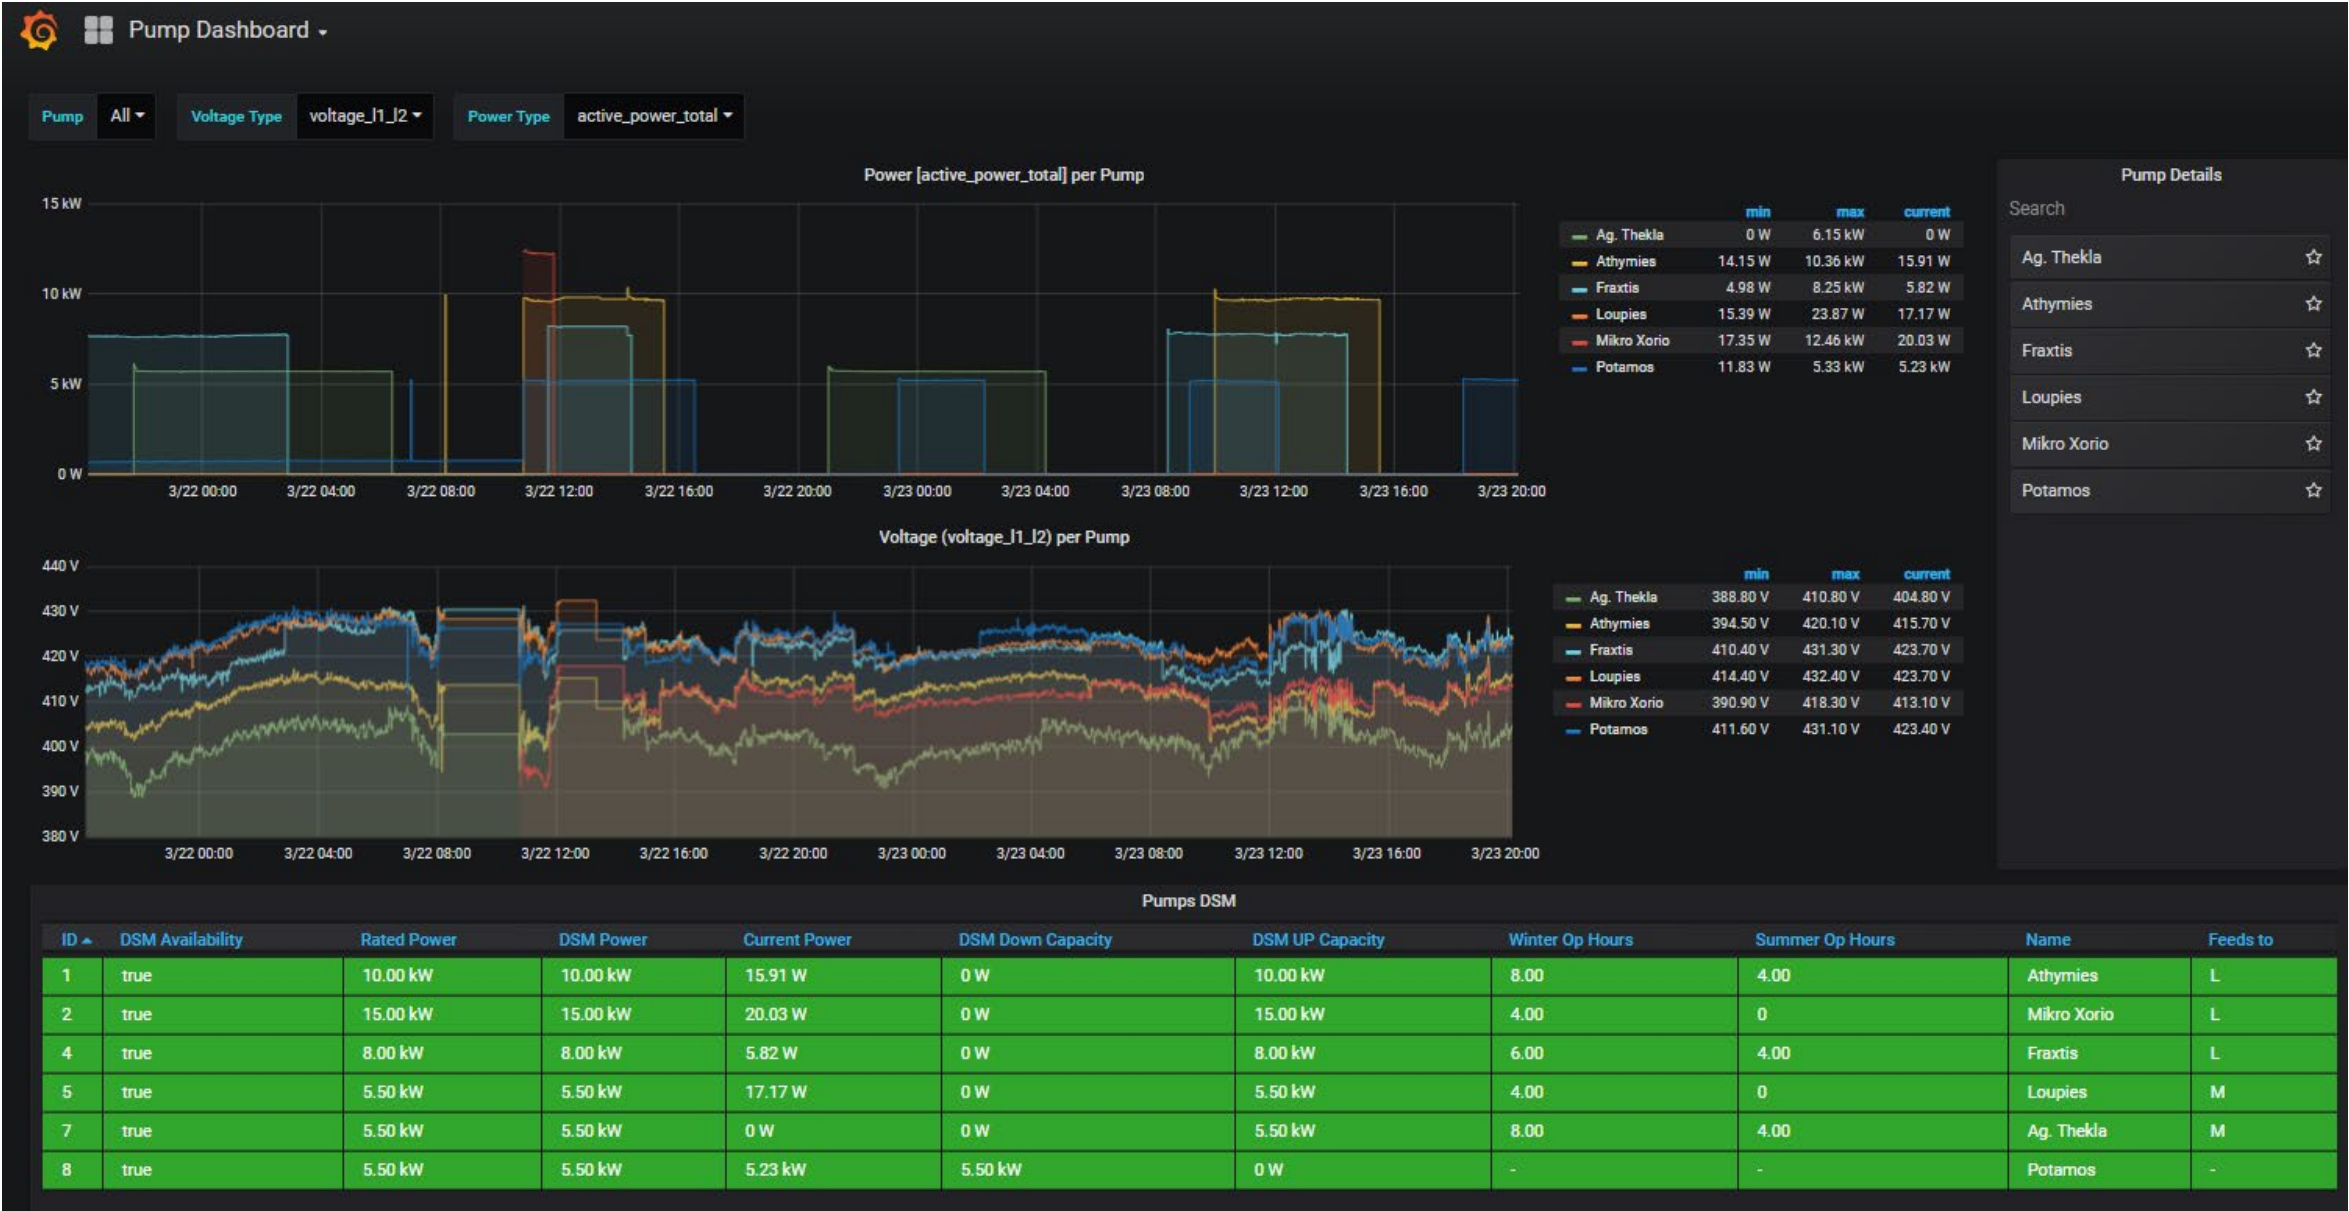 Pump Dashboard
Pump All Voltage Type voltage_l1_l2 Power Type active_power_total
Power [active_power_total] per Pump
15 kW
10 kW
5 kW
0 W
3/22 00:00 3/22 04:00 3/22 08:00 3/22 12:00 3/22 16:00 3/22 20:00 3/23 00:00 3/23 04:00 3/23 08:00 3/23 12:00 3/23 16:00 3/23 20:00
min max current
Ag. Thekla 0 W 6.15 kW 0 W
Athymies 14.15 W 10.36 kW 15.91 W
Fraxtis 4.98 W 8.25 kW 5.82 W
Loupies 15.39 W 23.87 W 17.17 W
Mikro Xorio 17.35 W 12.46 kW 20.03 W
Potamos 11.83 W 5.33 kW 5.23 kW
Pump Details
Search
Ag. Thekla
Athymies
Fraxtis
Loupies
Mikro Xorio
Potamos
Voltage (voltage_l1_l2) per Pump
440 V
430 V
420 V
410 V
400 V
390 V
380 V
3/22 00:00 3/22 04:00 3/22 08:00 3/22 12:00 3/22 16:00 3/22 20:00 3/23 00:00 3/23 04:00 3/23 08:00 3/23 12:00 3/23 16:00 3/23 20:00
min max current
Ag. Thekla 388.80 V 410.80 V 404.80 V
Athymies 394.50 V 420.10 V 415.70 V
Fraxtis 410.40 V 431.30 V 423.70 V
Loupies 414.40 V 432.40 V 423.70 V
Mikro Xorio 390.90 V 418.30 V 413.10 V
Potamos 411.60 V 431.10 V 423.40 V
Pumps DSM
ID DSM Availability Rated Power DSM Power Current Power DSM Down Capacity DSM UP Capacity Winter Op Hours Summer Op Hours Name Feeds to
1 true 10.00 kW 10.00 kW 15.91 W 0 W 10.00 kW 8.00 4.00 Athymies L
2 true 15.00 kW 15.00 kW 20.03 W 0 W 15.00 kW 4.00 0 Mikro Xorio L
4 true 8.00 kW 8.00 kW 5.82 W 0 W 8.00 kW 6.00 4.00 Fraxtis L
5 true 5.50 kW 5.50 kW 17.17 W 0 W 5.50 kW 4.00 0 Loupies M
7 true 5.50 kW 5.50 kW 0 W 0 W 5.50 kW 8.00 4.00 Ag. Thekla M
8 true 5.50 kW 5.50 kW 5.23 kW 5.50 kW 0 W - - Potamos -